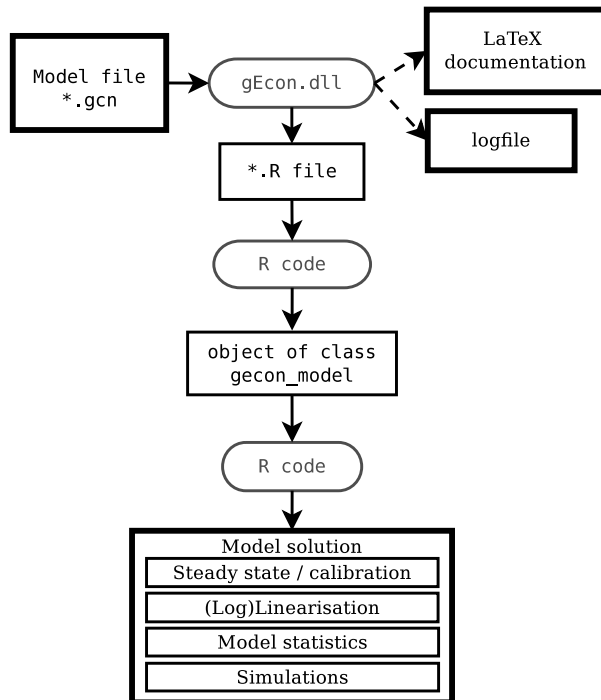 Model file
*.gcn
gEcon.dll
LaTeX
documentation
logfile
*.R file
R code
object of class
gecon_model
R code
Model solution
Steady state / calibration
(Log)Linearisation
Model statistics
Simulations